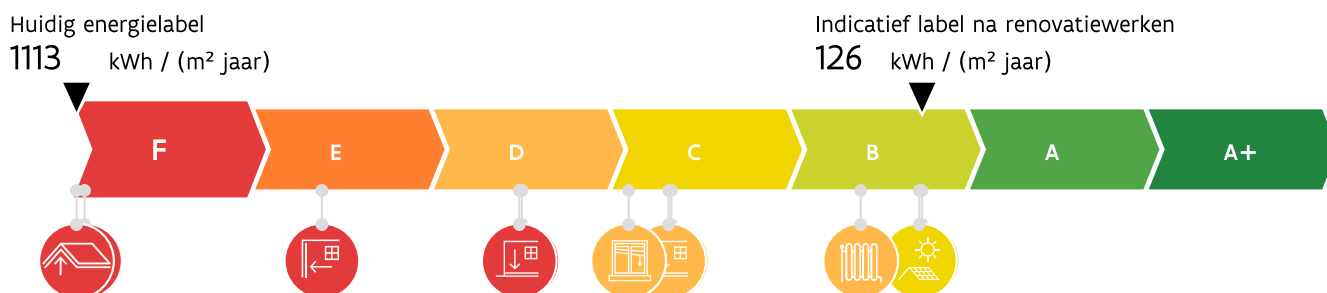 Huidig energielabel
1113 kWh / (m² jaar)
Indicatief label na renovatiewerken
126 kWh / (m² jaar)
F E D C B A A+